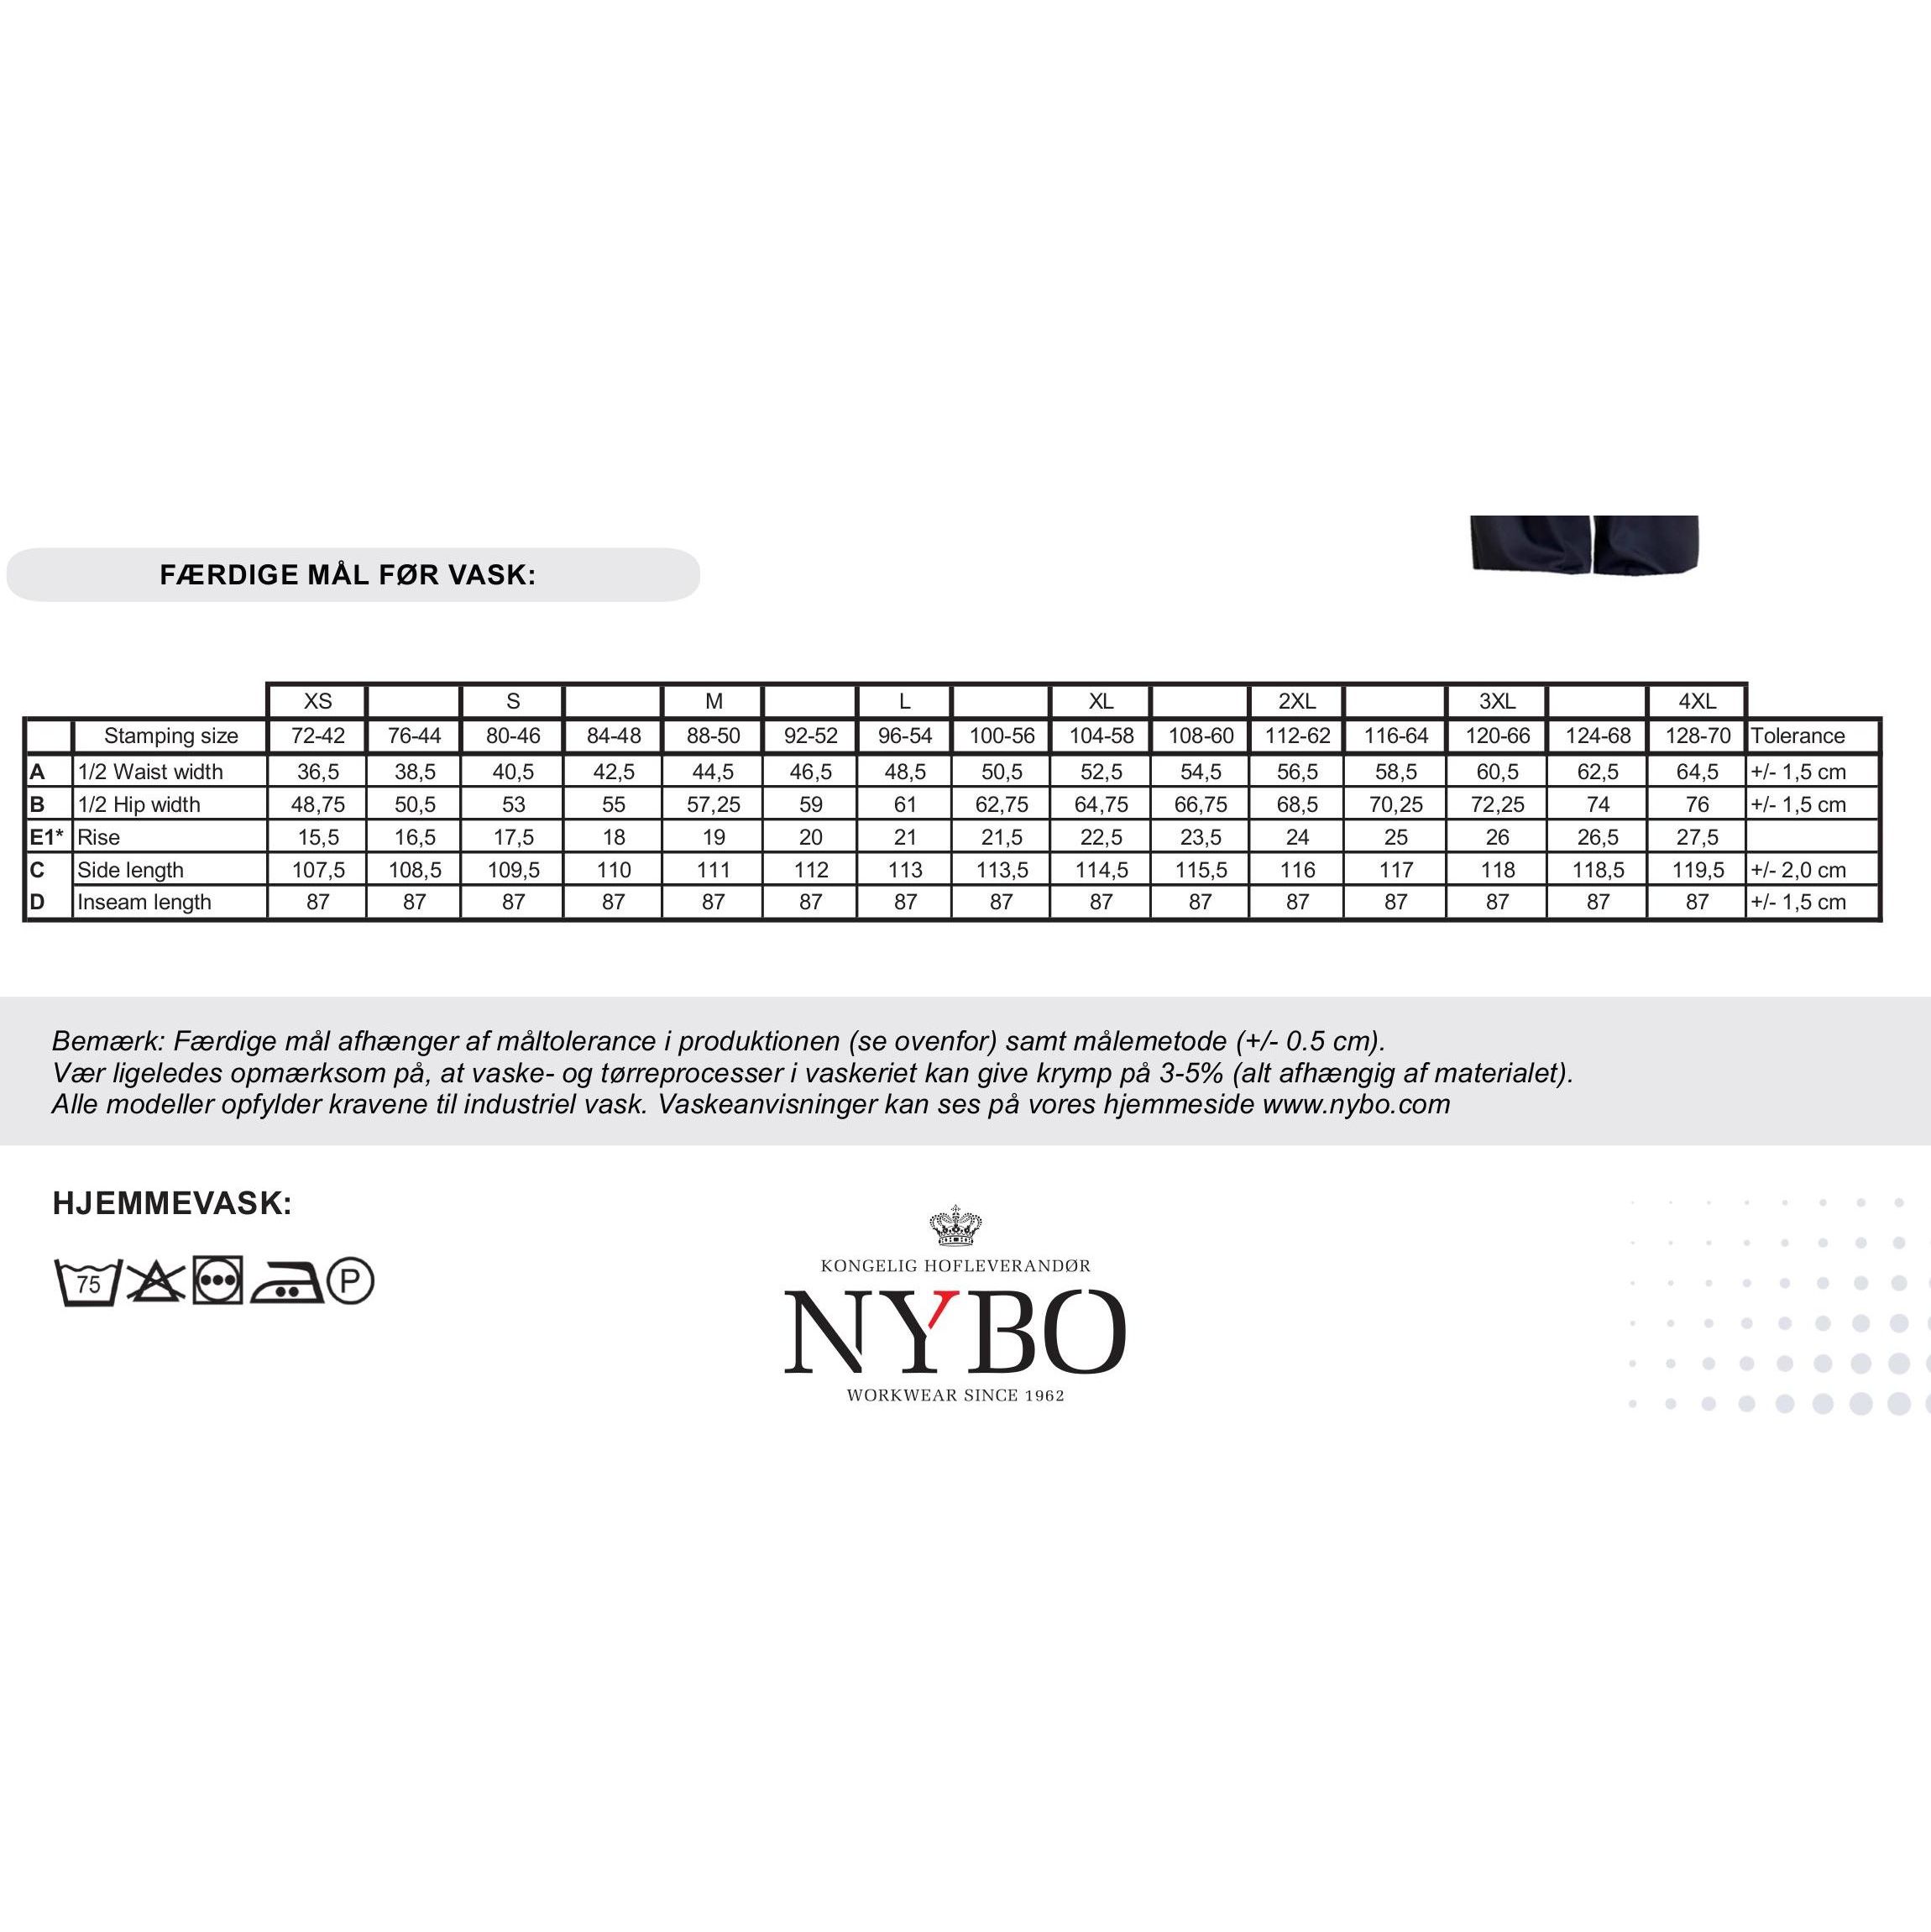 FÆRDIGE MÅL FØR VASK:
XS S M L XL 2XL 3XL 4XL
Stamping size 72-42 76-44 80-46 84-48 88-50 92-52 96-54 100-56 104-58 108-60 112-62 116-64 120-66 124-68 128-70 Tolerance
A 1/2 Waist width 36,5 38,5 40,5 42,5 44,5 46,5 48,5 50,5 52,5 54,5 56,5 58,5 60,5 62,5 64,5 +/- 1,5 cm
B 1/2 Hip width 48,75 50,5 53 55 57,25 59 61 62,75 64,75 66,75 68,5 70,25 72,25 74 76 +/- 1,5 cm
E1* Rise 15,5 16,5 17,5 18 19 20 21 21,5 22,5 23,5 24 25 26 26,5 27,5
C Side length 107,5 108,5 109,5 110 111 112 113 113,5 114,5 115,5 116 117 118 118,5 119,5 +/- 2,0 cm
D Inseam length 87 87 87 87 87 87 87 87 87 87 87 87 87 87 87 +/- 1,5 cm
Bemærk: Færdige mål afhænger af måltolerance i produktionen (se ovenfor) samt målemetode (+/- 0.5 cm).
Vær ligeledes opmærksom på, at vaske- og tørreprocesser i vaskeriet kan give krymp på 3-5% (alt afhængig af materialet).
Alle modeller opfylder kravene til industriel vask. Vaskeanvisninger kan ses på vores hjemmeside www.nybo.com
HJEMMEVASK:
75 P
KONGELIG HOFLEVERANDØR
NYBO
WORKWEAR SINCE 1962